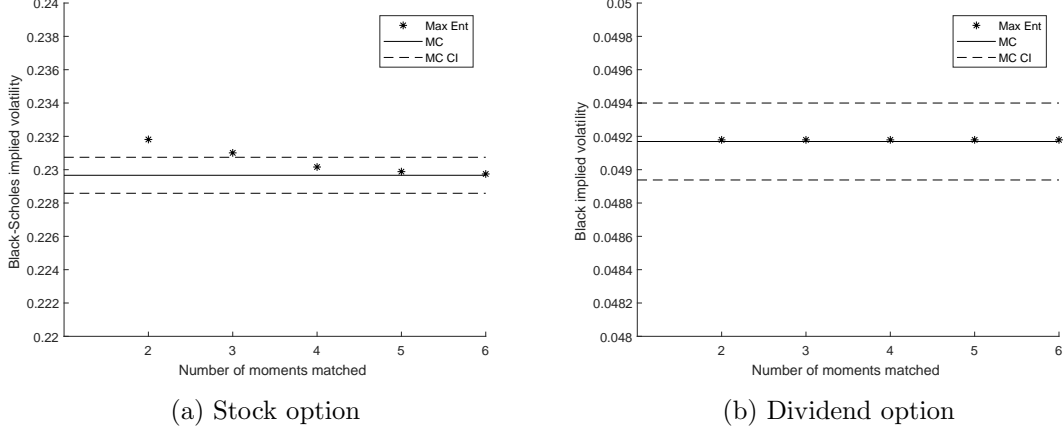 0.24
0.238
0.236
0.234
0.232
0.23
0.228
0.226
0.224
0.222
0.22
Black-Scholes implied volatility
2 3 4 5 6
Number of moments matched
Max Ent
MC
MC CI
(a) Stock option
0.05
0.0498
0.0496
0.0494
0.0492
0.049
0.0488
0.0486
0.0484
0.0482
0.048
Black implied volatility
2 3 4 5 6
Number of moments matched
Max Ent
MC
MC CI
(b) Dividend option